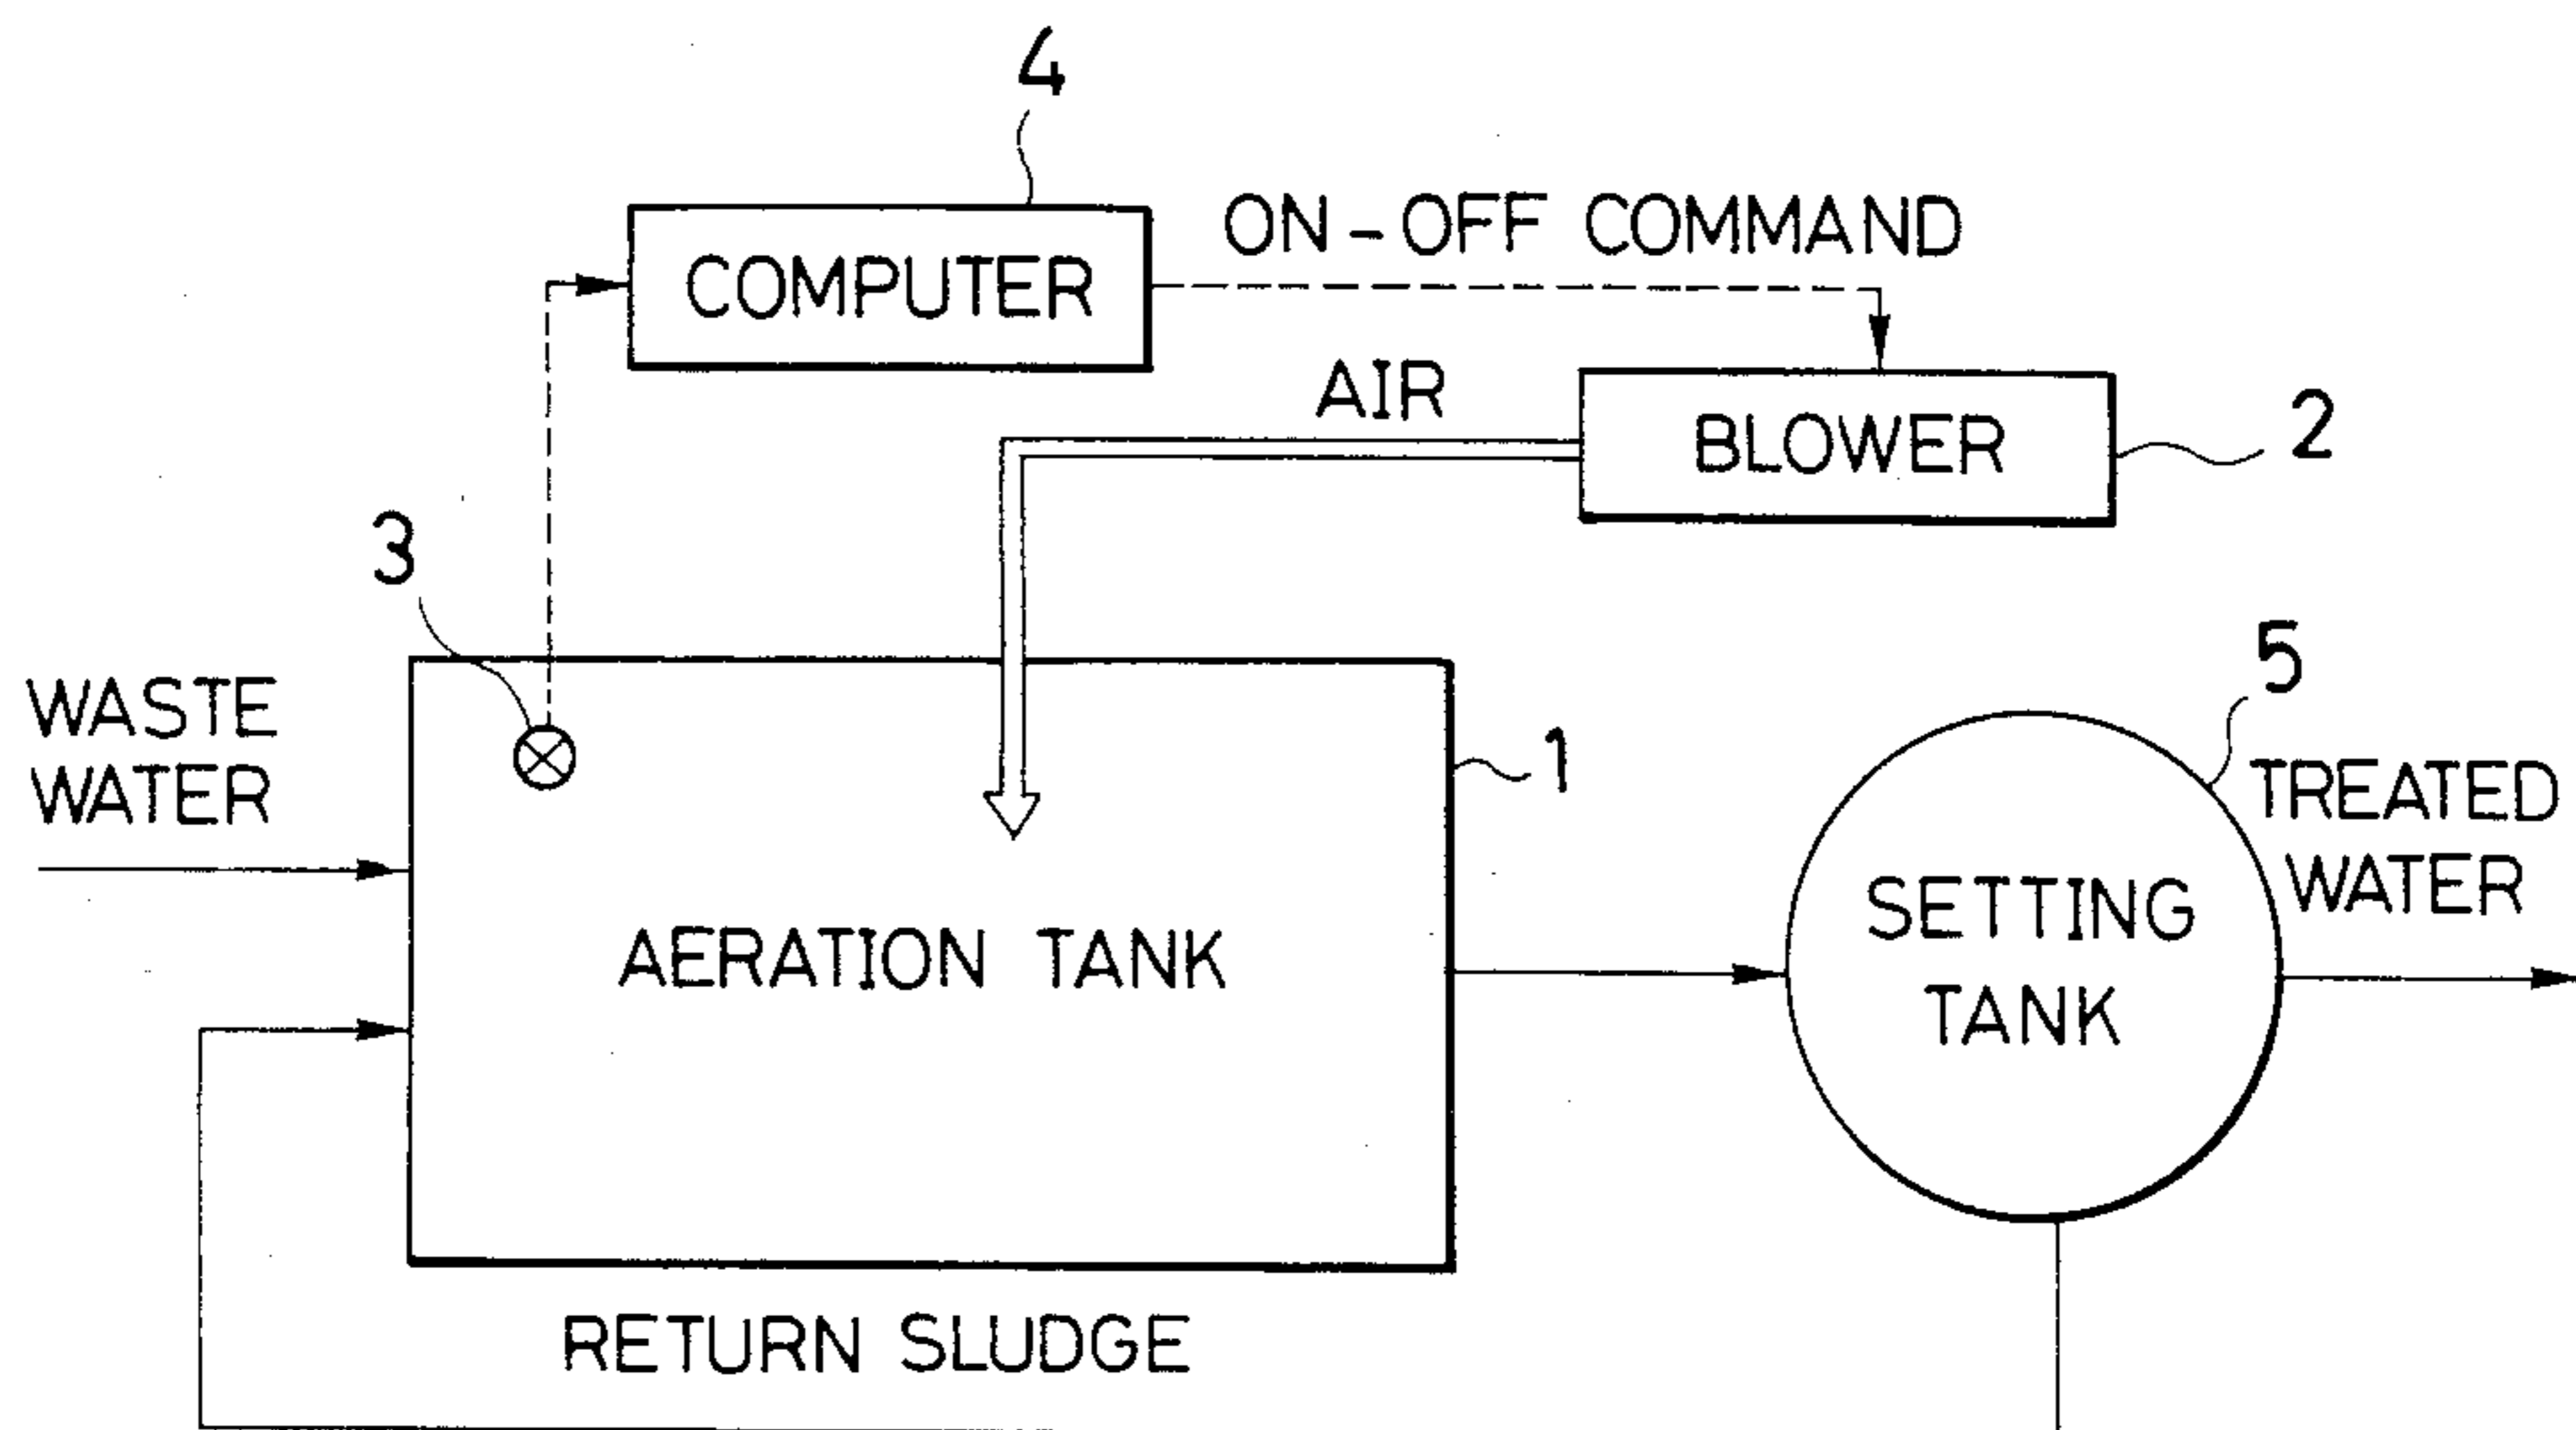 4
COMPUTER
ON-OFF COMMAND
AIR
BLOWER
2
3
WASTE
WATER
1
5
TREATED
WATER
AERATION TANK
SETTING
TANK
RETURN SLUDGE